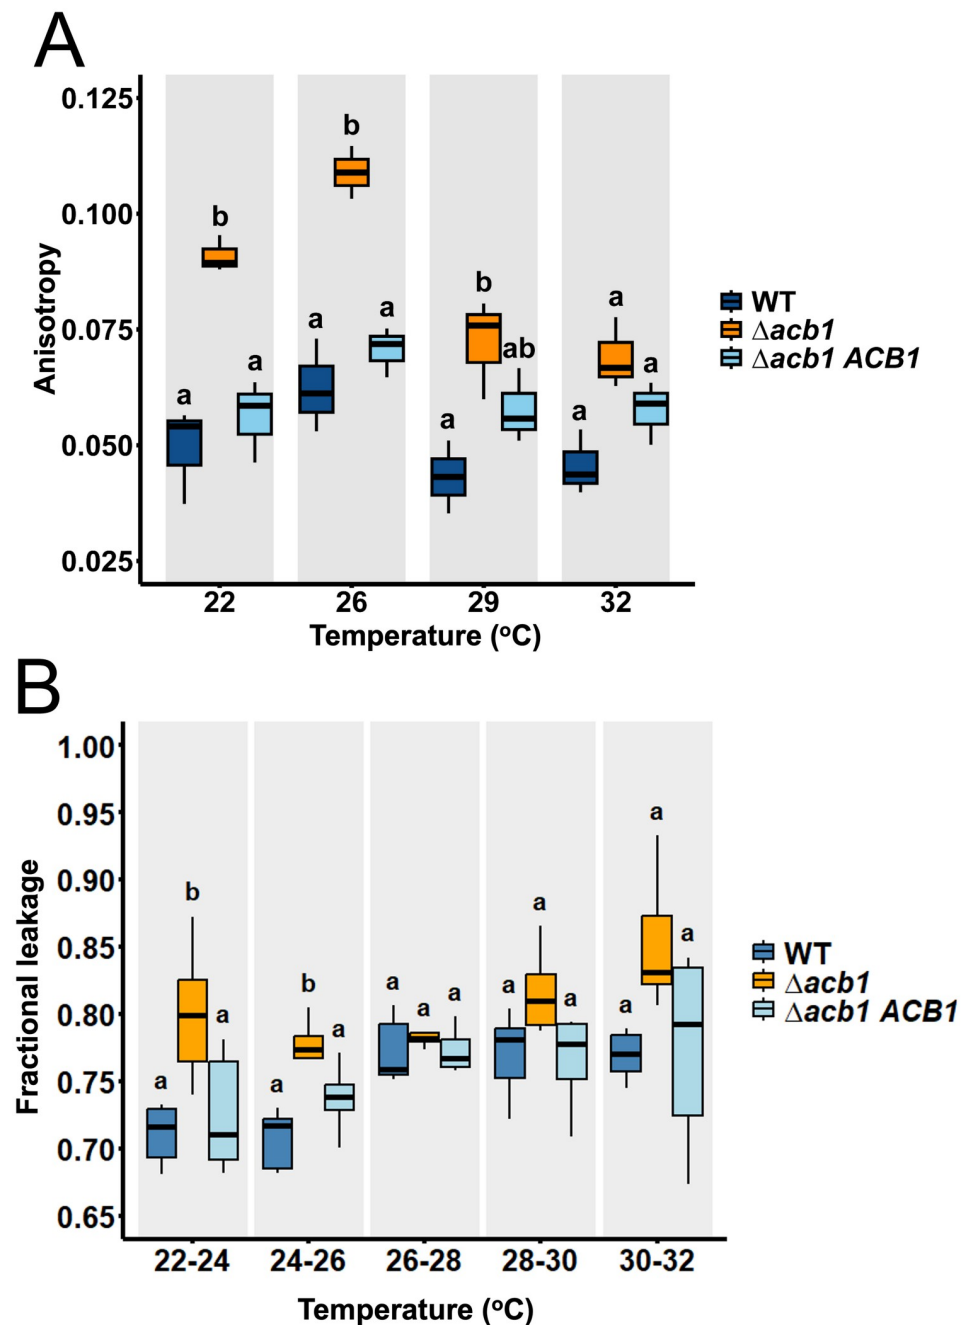 A
0.125
0.100
0.075
0.050
0.025
Anisotropy
a b a
a b a
a b ab
a a a
22 26 29 32
Temperature (oC)
WT
Δacb1
Δacb1 ACB1
B
1.00
0.95
0.90
0.85
0.80
0.75
0.70
0.65
Fractional leakage
a b a
a b a
a a a
a a a
a a a
22-24 24-26 26-28 28-30 30-32
Temperature (oC)
WT
Δacb1
Δacb1 ACB1